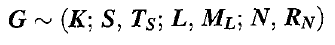 G ~ (K; S, T_S; L, M_L; N, R_N)